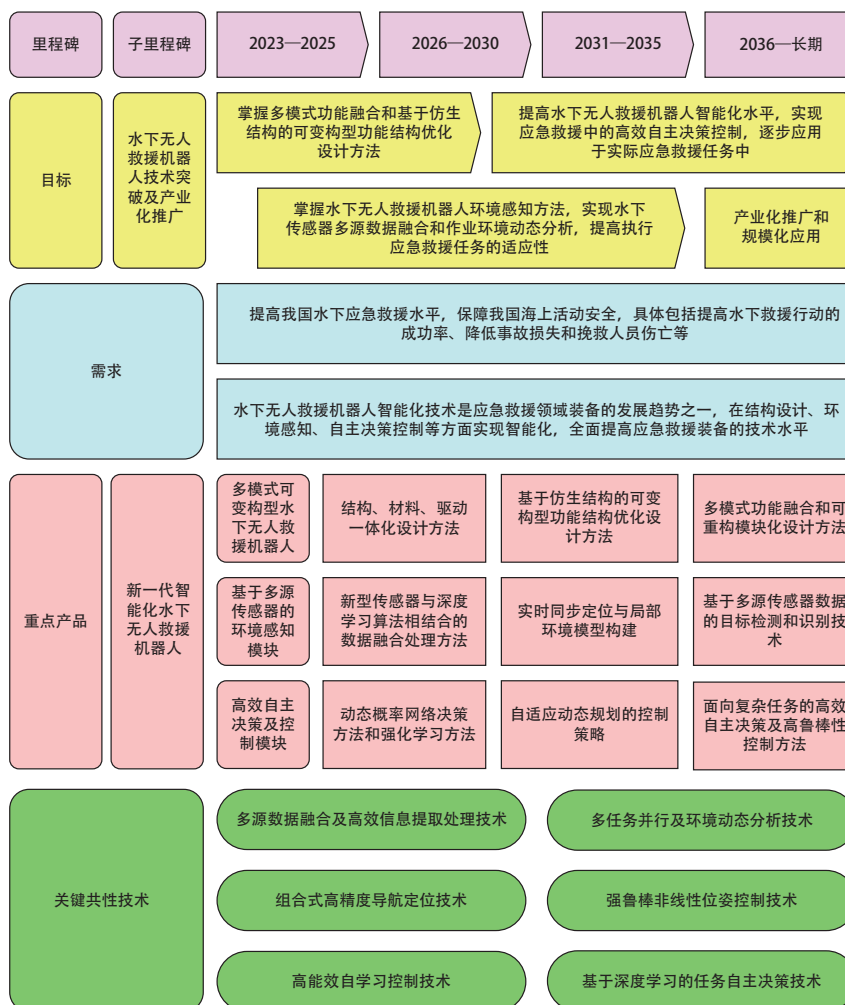 里程碑
子里程碑
2023—2025
2026—2030
2031—2035
2036—长期
目标
水下无人
救援机器
人技术突
破及产业
化推广
掌握多模式功能融合和基于仿生
结构的可变构型功能结构优化
设计方法
提高水下无人救援机器人智能化水平，实现
应急救援中的高效自主决策控制，逐步应用
于实际应急救援任务中
掌握水下无人救援机器人环境感知方法，实现水下
传感器多源数据融合和作业环境动态分析，提高执行
应急救援任务的适应性
产业化推广和
规模化应用
需求
提高我国水下应急救援水平，保障我国海上活动安全，具体包括提高水下救援行动的
成功率、降低事故损失和挽救人员伤亡等
水下无人救援机器人智能化技术是应急救援领域装备的发展趋势之一，在结构设计、环
境感知、自主决策控制等方面实现智能化，全面提高应急救援装备的技术水平
重点产品
新一代智
能化水下
无人救援
机器人
多模式可
变构型水
下无人救
援机器人
结构、材料、驱动
一体化设计方法
基于仿生结构的可变
构型功能结构优化设
计方法
多模式功能融合和可
重构模块化设计方法
基于多源
传感器的
环境感知
模块
新型传感器与深度
学习算法相结合的
数据融合处理方法
实时同步定位与局部
环境模型构建
基于多源传感器数据
的目标检测和识别技
术
高效自主
决策及控
制模块
动态概率网络决策
方法和强化学习方法
自适应动态规划的控制
策略
面向复杂任务的高效
自主决策及高鲁棒性
控制方法
关键共性技术
多源数据融合及高效信息提取处理技术
多任务并行及环境动态分析技术
组合式高精度导航定位技术
强鲁棒非线性位姿控制技术
高能效自学习控制技术
基于深度学习的任务自主决策技术